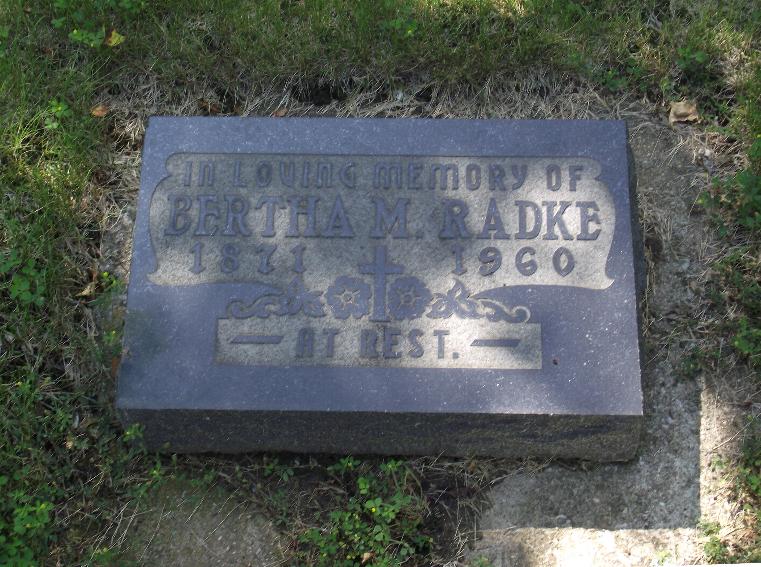 IN LOVING MEMORY OF
BERTHA M. RADKE
1871 1960
— AT REST. —